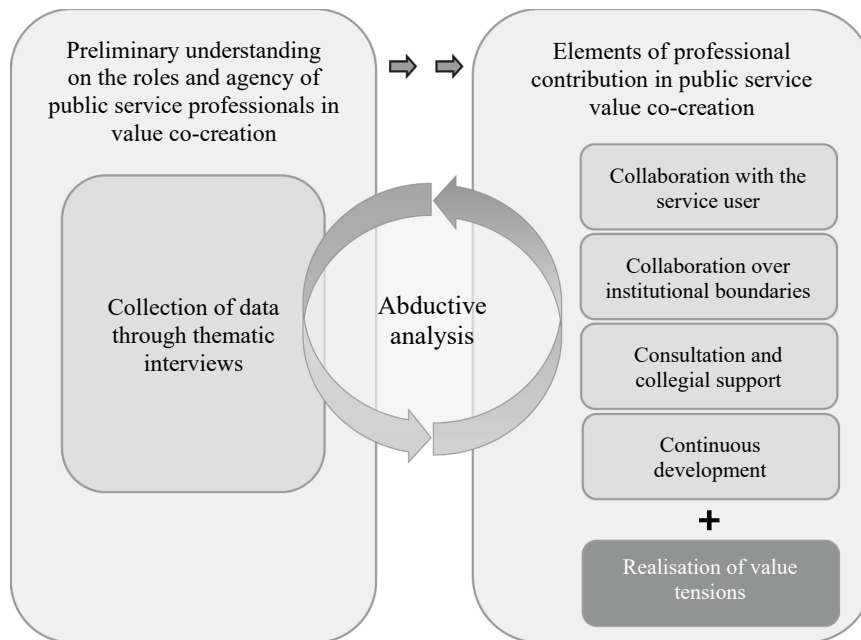 Preliminary understanding
on the roles and agency of
public service professionals in
value co-creation
Collection of data
through thematic
interviews
Abductive
analysis
Elements of professional
contribution in public service
value co-creation
Collaboration with the
service user
Collaboration over
institutional boundaries
Consultation and
collegial support
Continuous
development
+
Realisation of value
tensions